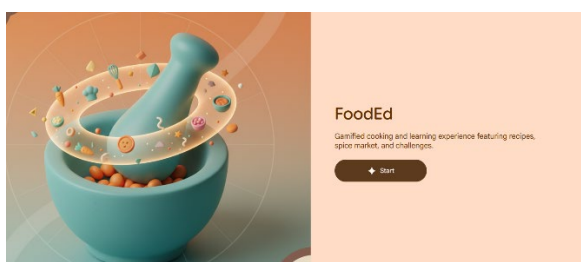 FoodEd
Gamified cooking and learning experience featuring recipes,
spice market, and challenges.
Start